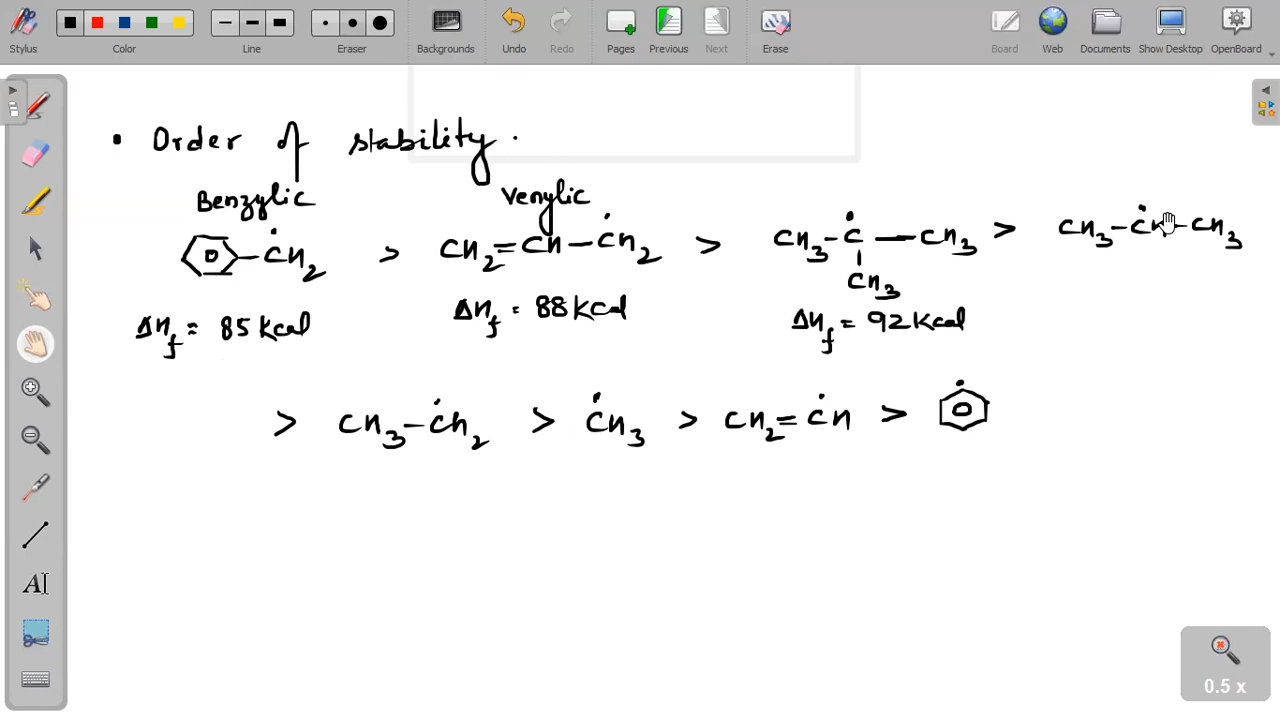 Stylus Color Line Eraser Backgrounds Undo Redo Pages Previous Next Erase Board Web Documents Show Desktop OpenBoard
• Order of stability.
Benzylic Venylic
ĊH2 > CH2=CH–ĊH2 > CH3–Ċ–CH3 > CH3–ĊH–CH3
CH3
ΔHf = 85 kcal ΔHf = 88 kcal ΔHf = 92 kcal
> CH3–ĊH2 > ĊH3 > CH2=ĊH >
AI
0.5 x